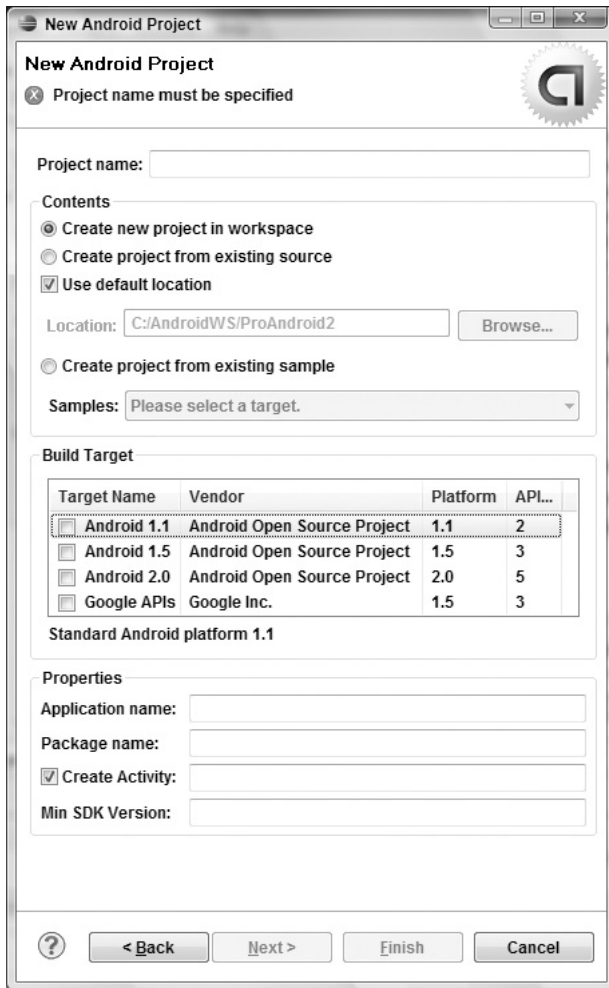 New Android Project
New Android Project
Project name must be specified
Project name:
Contents
Create new project in workspace
Create project from existing source
Use default location
Location: C:/AndroidWS/ProAndroid2 Browse...
Create project from existing sample
Samples: Please select a target.
Build Target
Target Name Vendor Platform API...
Android 1.1 Android Open Source Project 1.1 2
Android 1.5 Android Open Source Project 1.5 3
Android 2.0 Android Open Source Project 2.0 5
Google APIs Google Inc. 1.5 3
Standard Android platform 1.1
Properties
Application name:
Package name:
Create Activity:
Min SDK Version:
? < Back Next > Finish Cancel